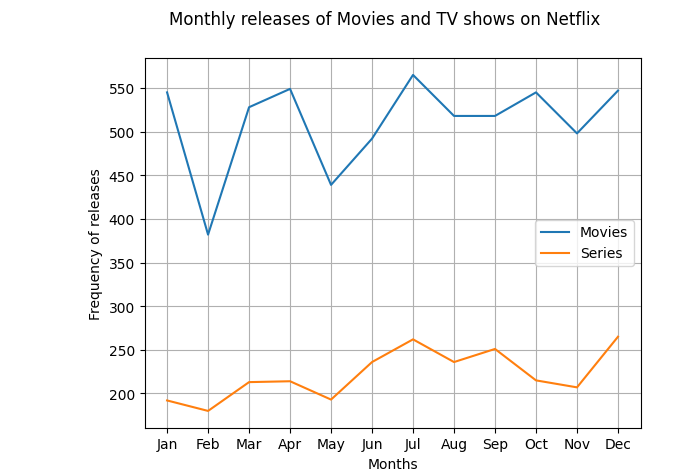 Monthly releases of Movies and TV shows on Netflix
550
500
450
400
350
300
250
200
Frequency of releases
Movies
Series
Jan Feb Mar Apr May Jun Jul Aug Sep Oct Nov Dec
Months